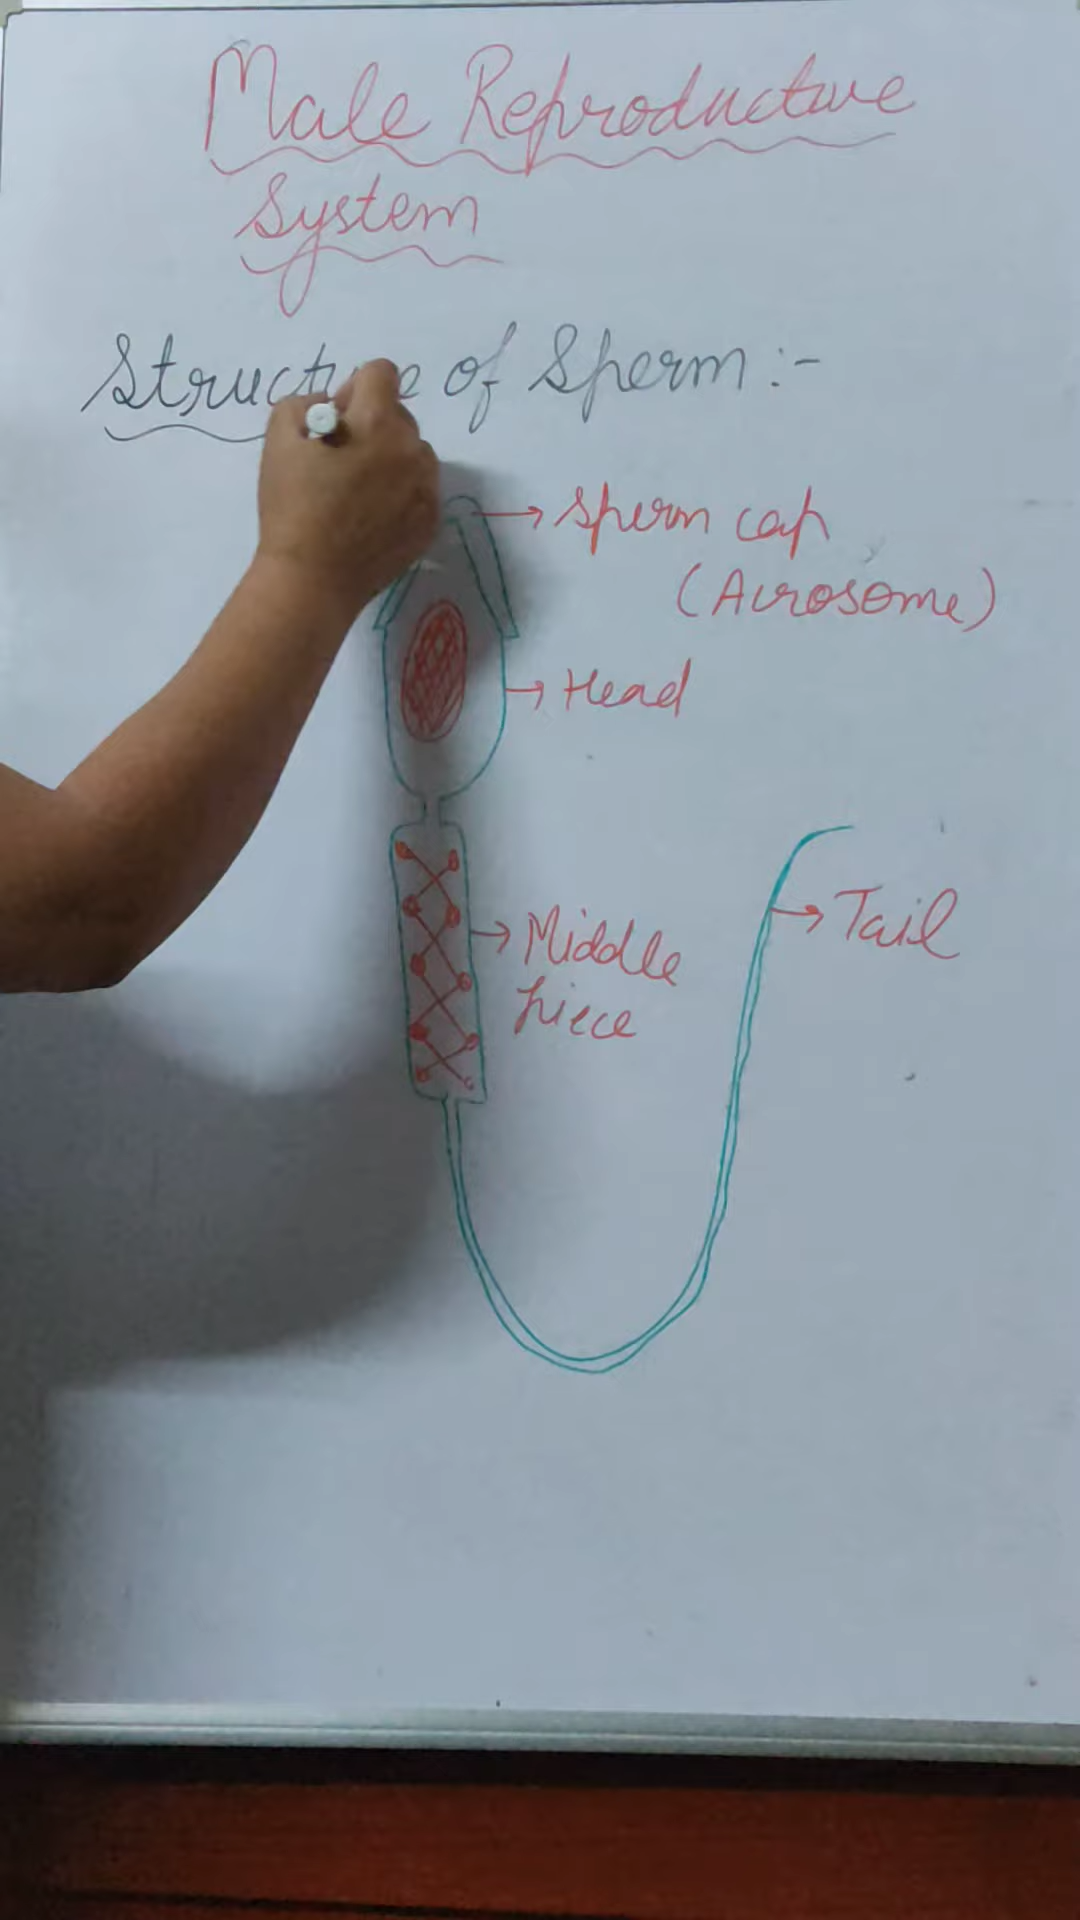 Male Reproductive
System
Structure of Sperm :-
Sperm cap
(Acrosome)
Head
Middle
piece
Tail